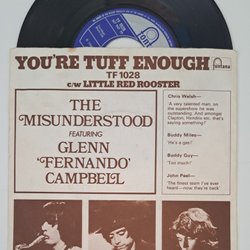 YOU'RE TUFF ENOUGH
TF 1028
c/w LITTLE RED ROOSTER
fontana
THE
MISUNDERSTOOD
FEATURING
GLENN
'FERNANDO'
CAMPBELL
Chris Welsh—
'A very talented man, on
the supershow he was
outstanding. And amongst
Clapton, Hendrix etc. that's
saying something!'
Buddy Miles—
'He's a gas!'
Buddy Guy—
'Too much!'
John Peel—
'The finest team I've ever
heard—now they're back'